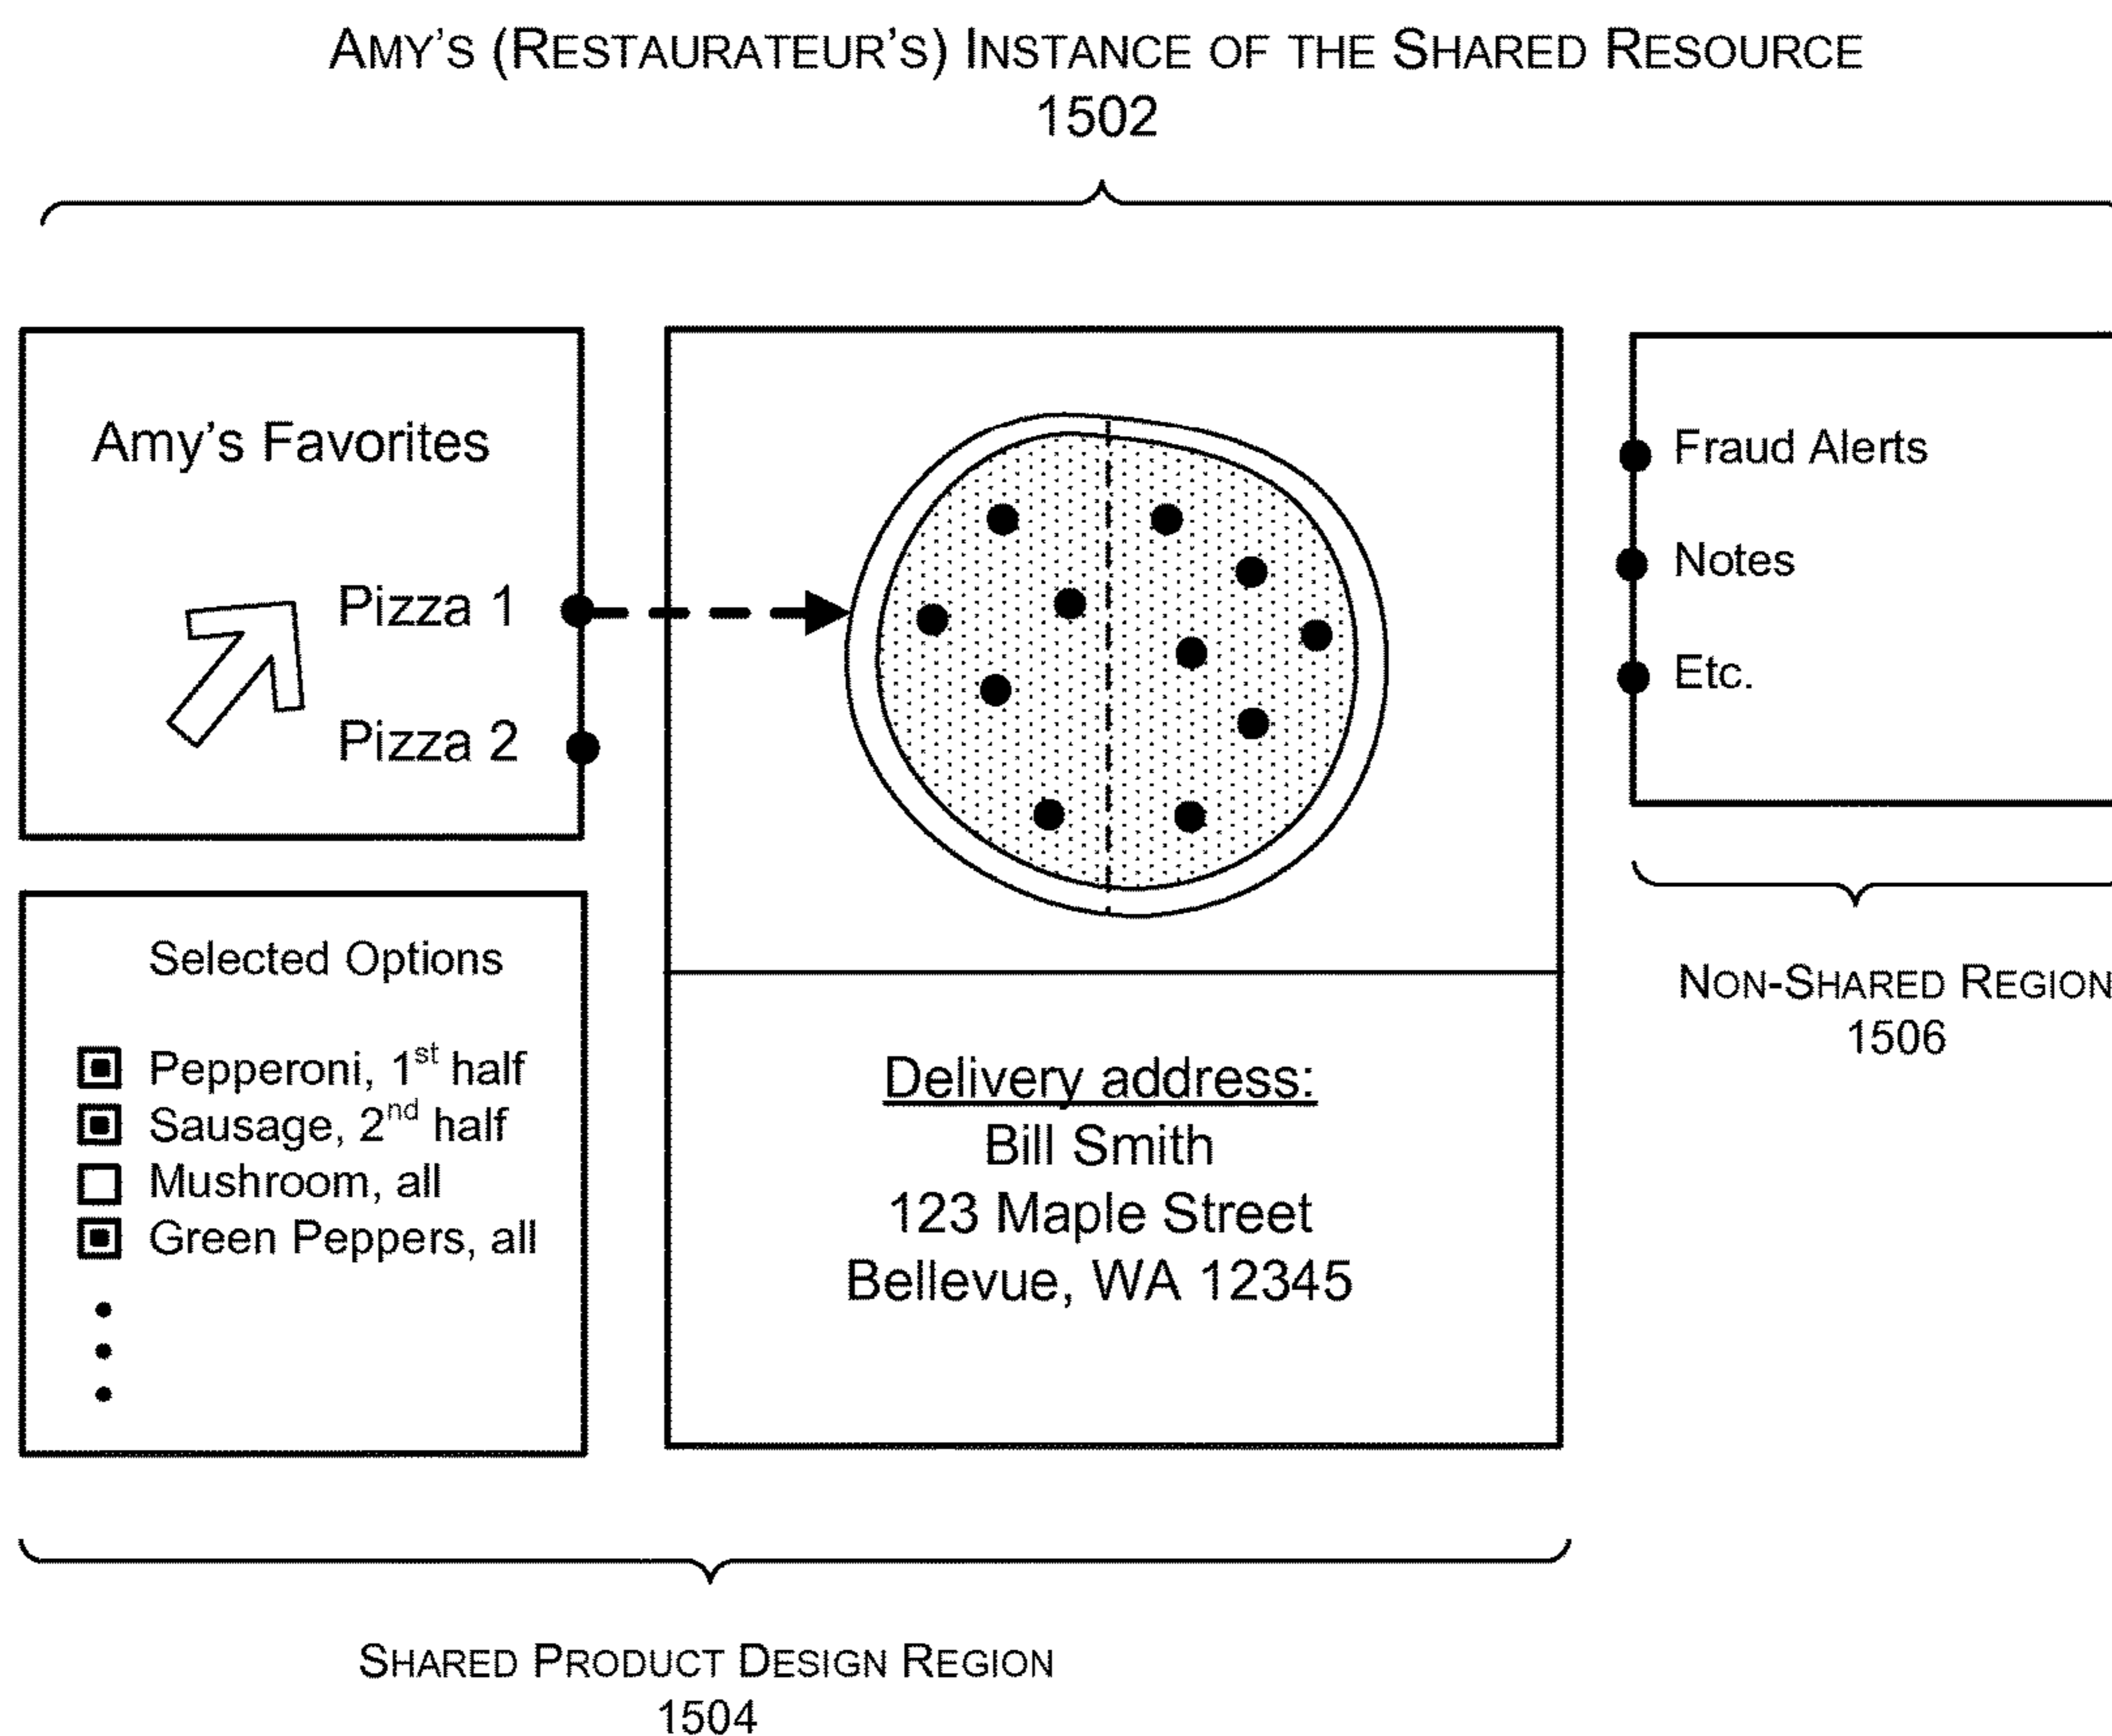 AMY'S (RESTAURATEUR'S) INSTANCE OF THE SHARED RESOURCE
1502
Amy's Favorites
Pizza 1
Pizza 2
Selected Options
Pepperoni, 1st half
Sausage, 2nd half
Mushroom, all
Green Peppers, all
Delivery address:
Bill Smith
123 Maple Street
Bellevue, WA 12345
Fraud Alerts
Notes
Etc.
NON-SHARED REGION
1506
SHARED PRODUCT DESIGN REGION
1504